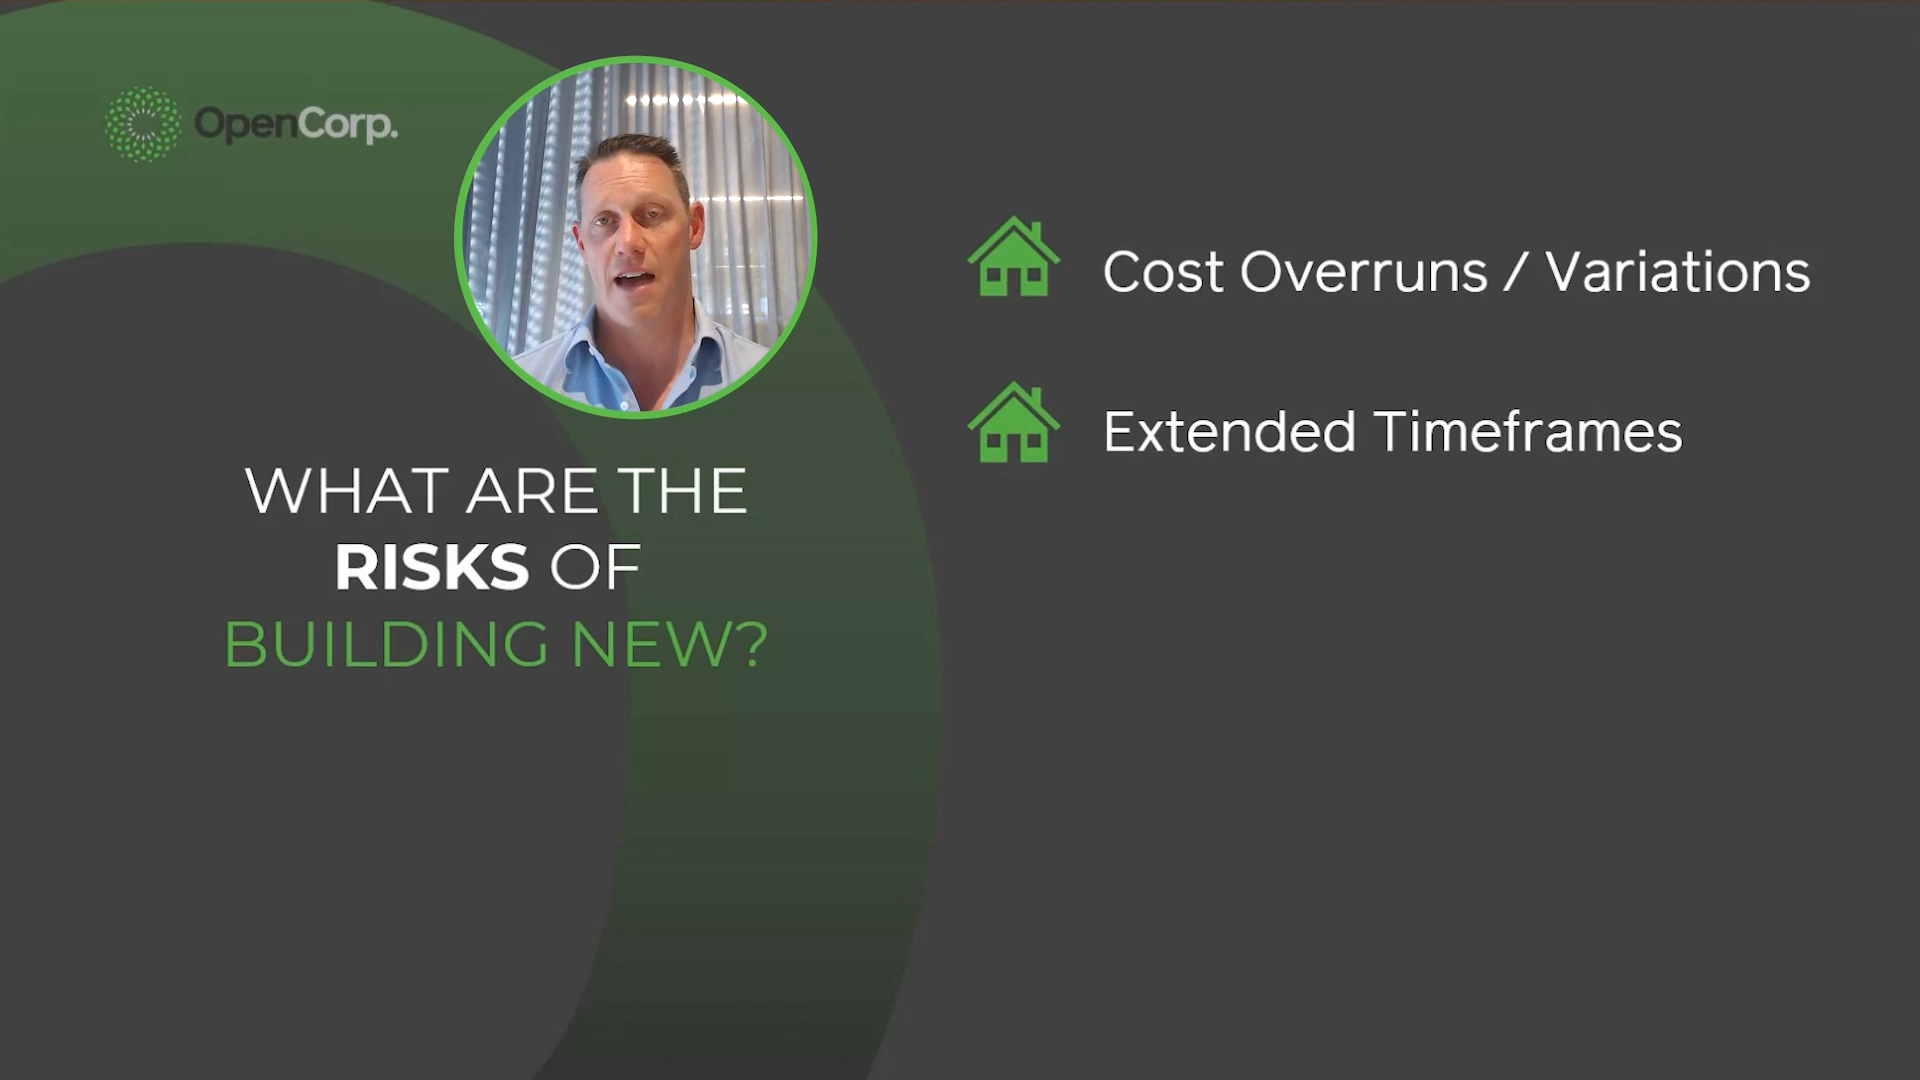 OpenCorp.
WHAT ARE THE
RISKS OF
BUILDING NEW?
Cost Overruns / Variations
Extended Timeframes